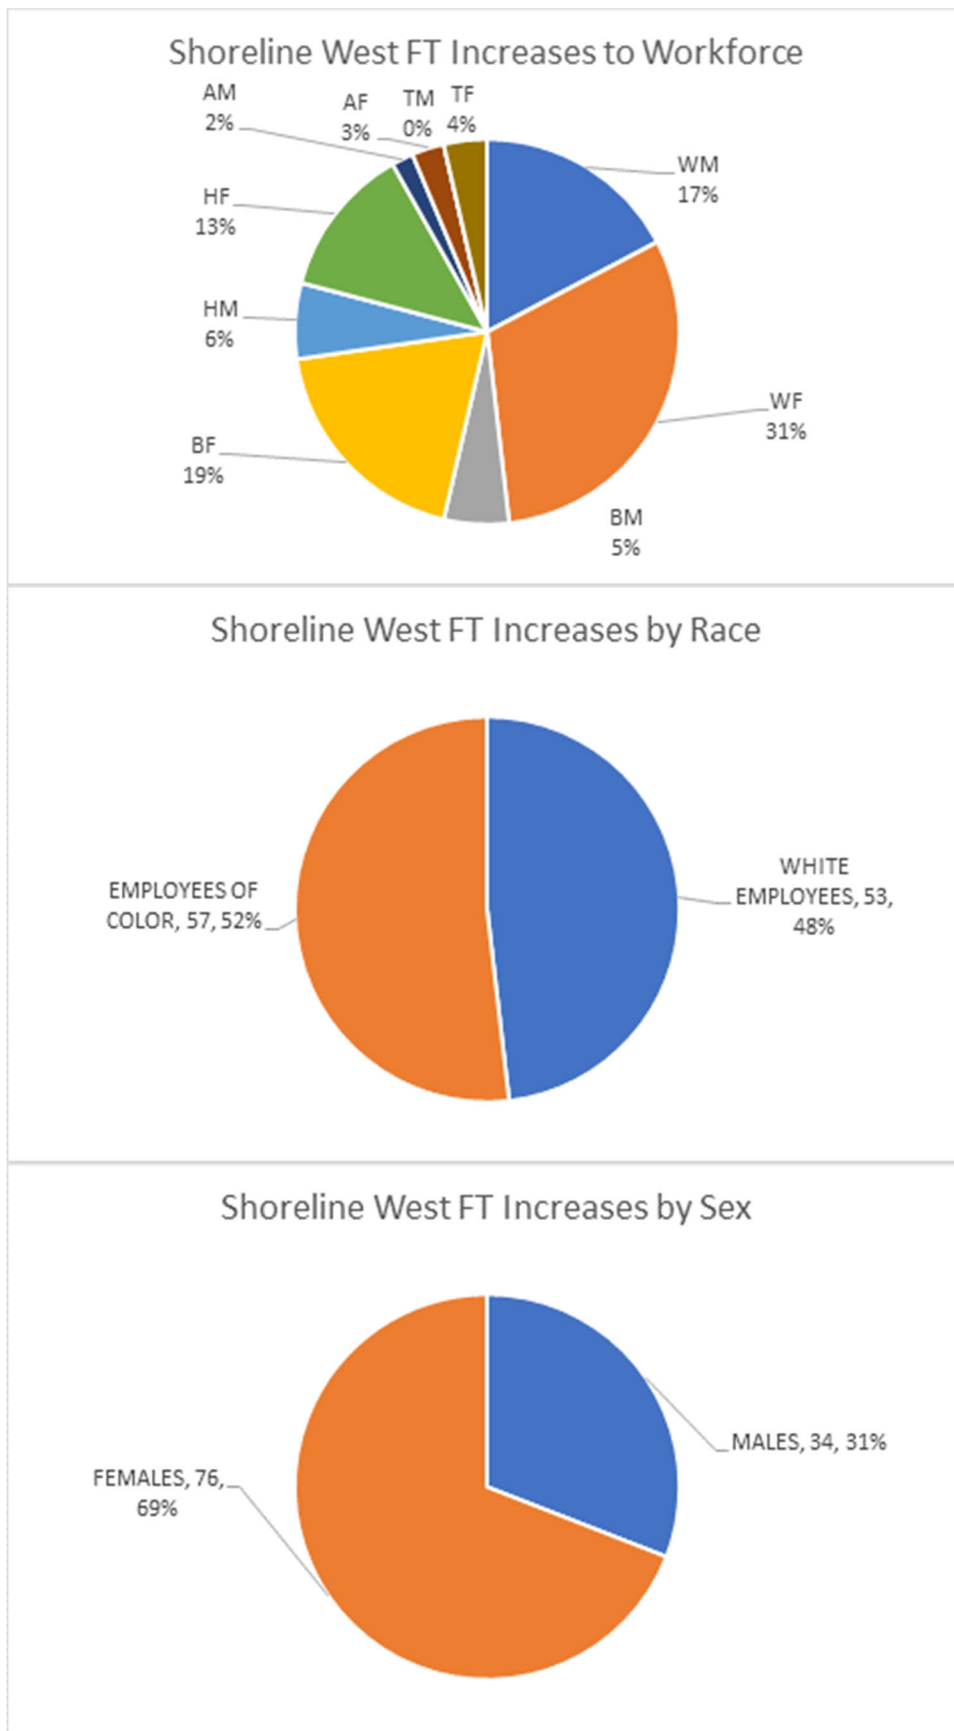 Shoreline West FT Increases to Workforce
AM
2%
AF
3%
TM
0%
TF
4%
WM
17%
HF
13%
HM
6%
WF
31%
BF
19%
BM
5%
Shoreline West FT Increases by Race
WHITE
EMPLOYEES, 53,
48%
EMPLOYEES OF
COLOR, 57, 52%
Shoreline West FT Increases by Sex
MALES, 34, 31%
FEMALES, 76,
69%